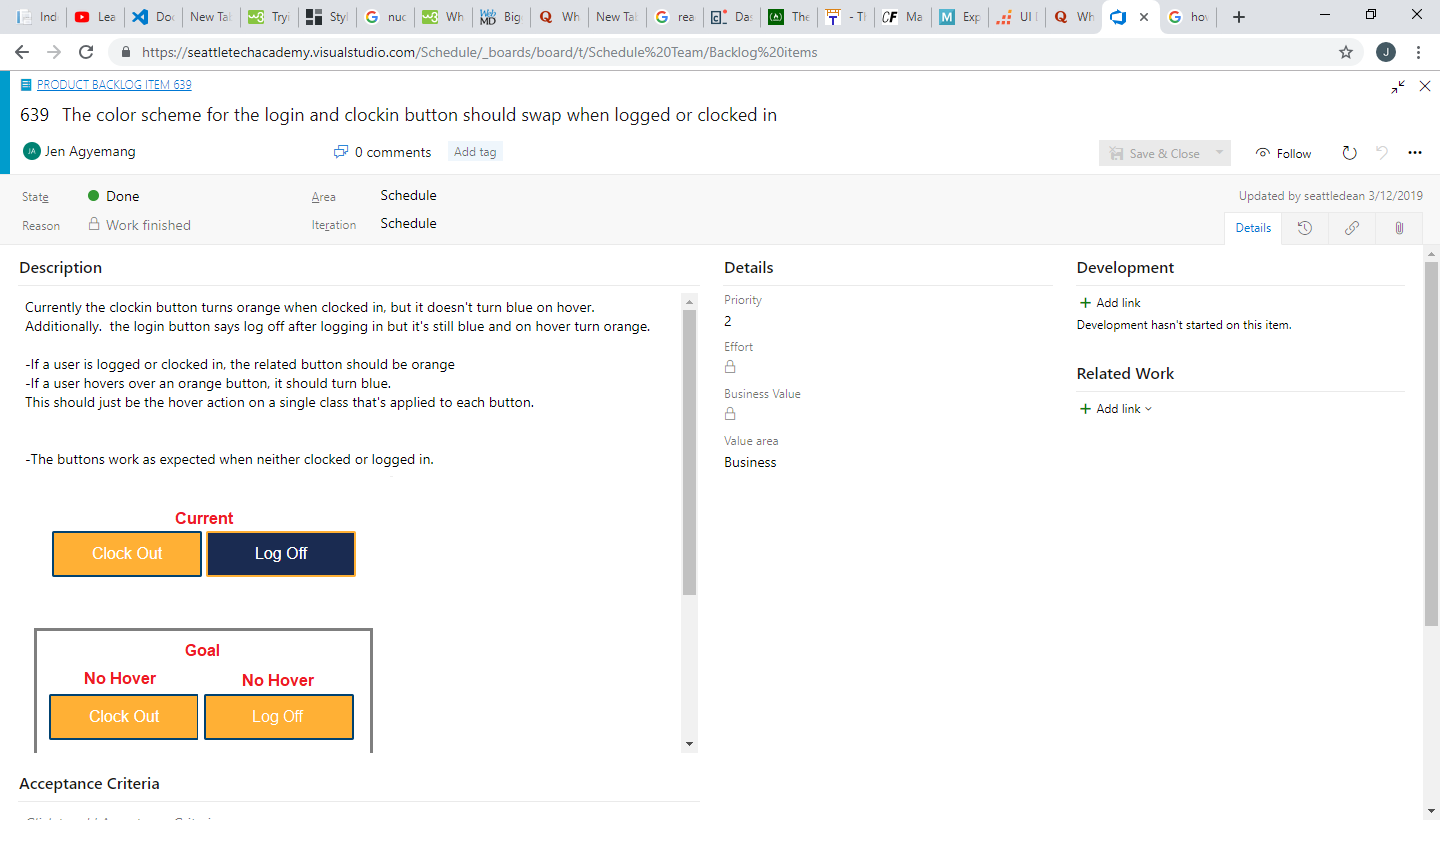 Ind
Lea
Doc
New Tab
Tryi
Styl
nuc
Wh
Web MD
Big
Wh
New Tab
rea
Das
The
- Th
CF
Ma
Exp
UI I
Wh
hov
https://seattletechacademy.visualstudio.com/Schedule/_boards/board/t/Schedule%20Team/Backlog%20items
J
PRODUCT BACKLOG ITEM 639
639 The color scheme for the login and clockin button should swap when logged or clocked in
JA Jen Agyemang
0 comments
Add tag
Save & Close
Follow
State
Done
Area
Schedule
Updated by seattledean 3/12/2019
Reason
Work finished
Iteration
Schedule
Details
Description
Currently the clockin button turns orange when clocked in, but it doesn't turn blue on hover.
Additionally. the login button says log off after logging in but it's still blue and on hover turn orange.
-If a user is logged or clocked in, the related button should be orange
-If a user hovers over an orange button, it should turn blue.
This should just be the hover action on a single class that's applied to each button.
-The buttons work as expected when neither clocked or logged in.
Current
Clock Out
Log Off
Goal
No Hover
No Hover
Clock Out
Log Off
Acceptance Criteria
Details
Priority
2
Effort
Business Value
Value area
Business
Development
Add link
Development hasn't started on this item.
Related Work
Add link